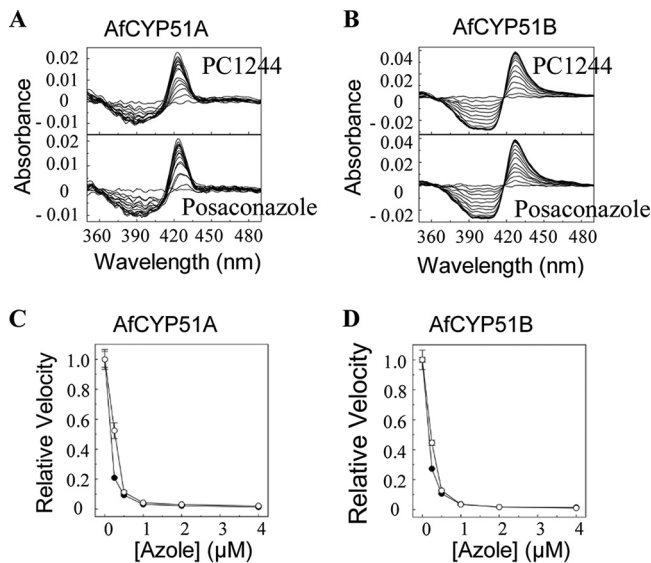 A
AfCYP51A
Absorbance
0.02
0.01
0
- 0.01
PC1244
0.02
0.01
0
- 0.01
Posaconazole
360 390 420 450 480
Wavelength (nm)
B
AfCYP51B
Absorbance
0.04
0.02
0
- 0.02
PC1244
0.04
0.02
0
- 0.02
Posaconazole
360 390 420 450 480
Wavelength (nm)
C
AfCYP51A
Relative Velocity
1.0
0.8
0.6
0.4
0.2
0
0 1 2 3 4
[Azole] (µM)
D
AfCYP51B
Relative Velocity
1.0
0.8
0.6
0.4
0.2
0
0 1 2 3 4
[Azole] (µM)